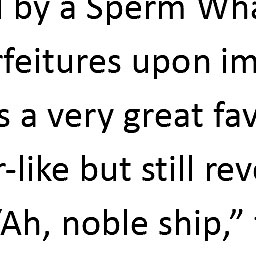 by a Sperm Wha
rfeitures upon im
s a very great fav
r-like but still rev
“Ah, noble ship,”